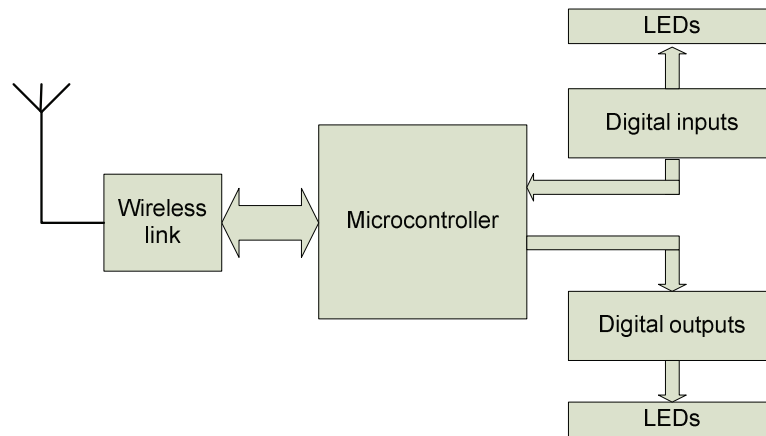 LEDs
Digital inputs
Wireless
link
Microcontroller
Digital outputs
LEDs